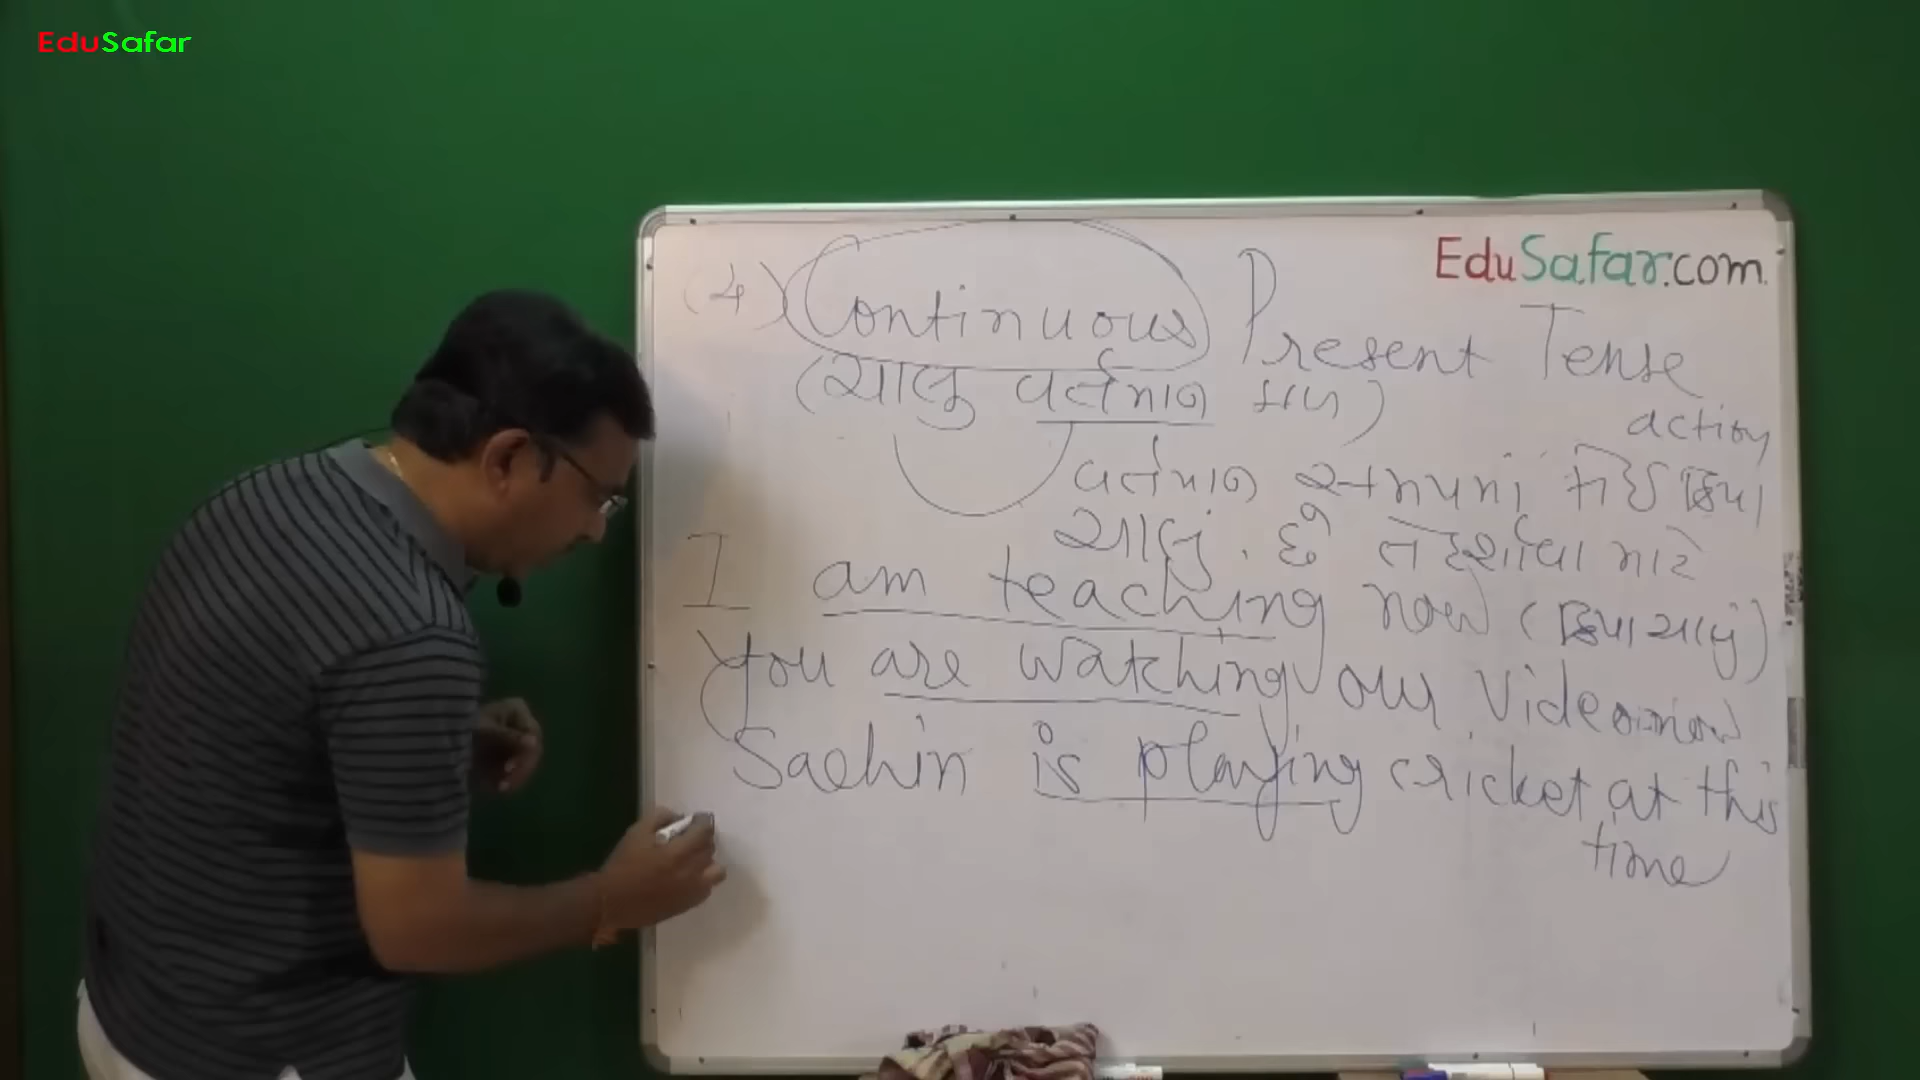 EduSafar
EduSafar.com
(4) Continuous Present Tense
(ચાલુ વર્તમાન કાળ)
action
વર્તમાન સમયમાં કોઈ ક્રિયા
ચાલુ છે તે દર્શાવવા માટે
I am teaching now (ક્રિયા ચાલુ)
You are watching our video now
Sachin is playing cricket at this
time